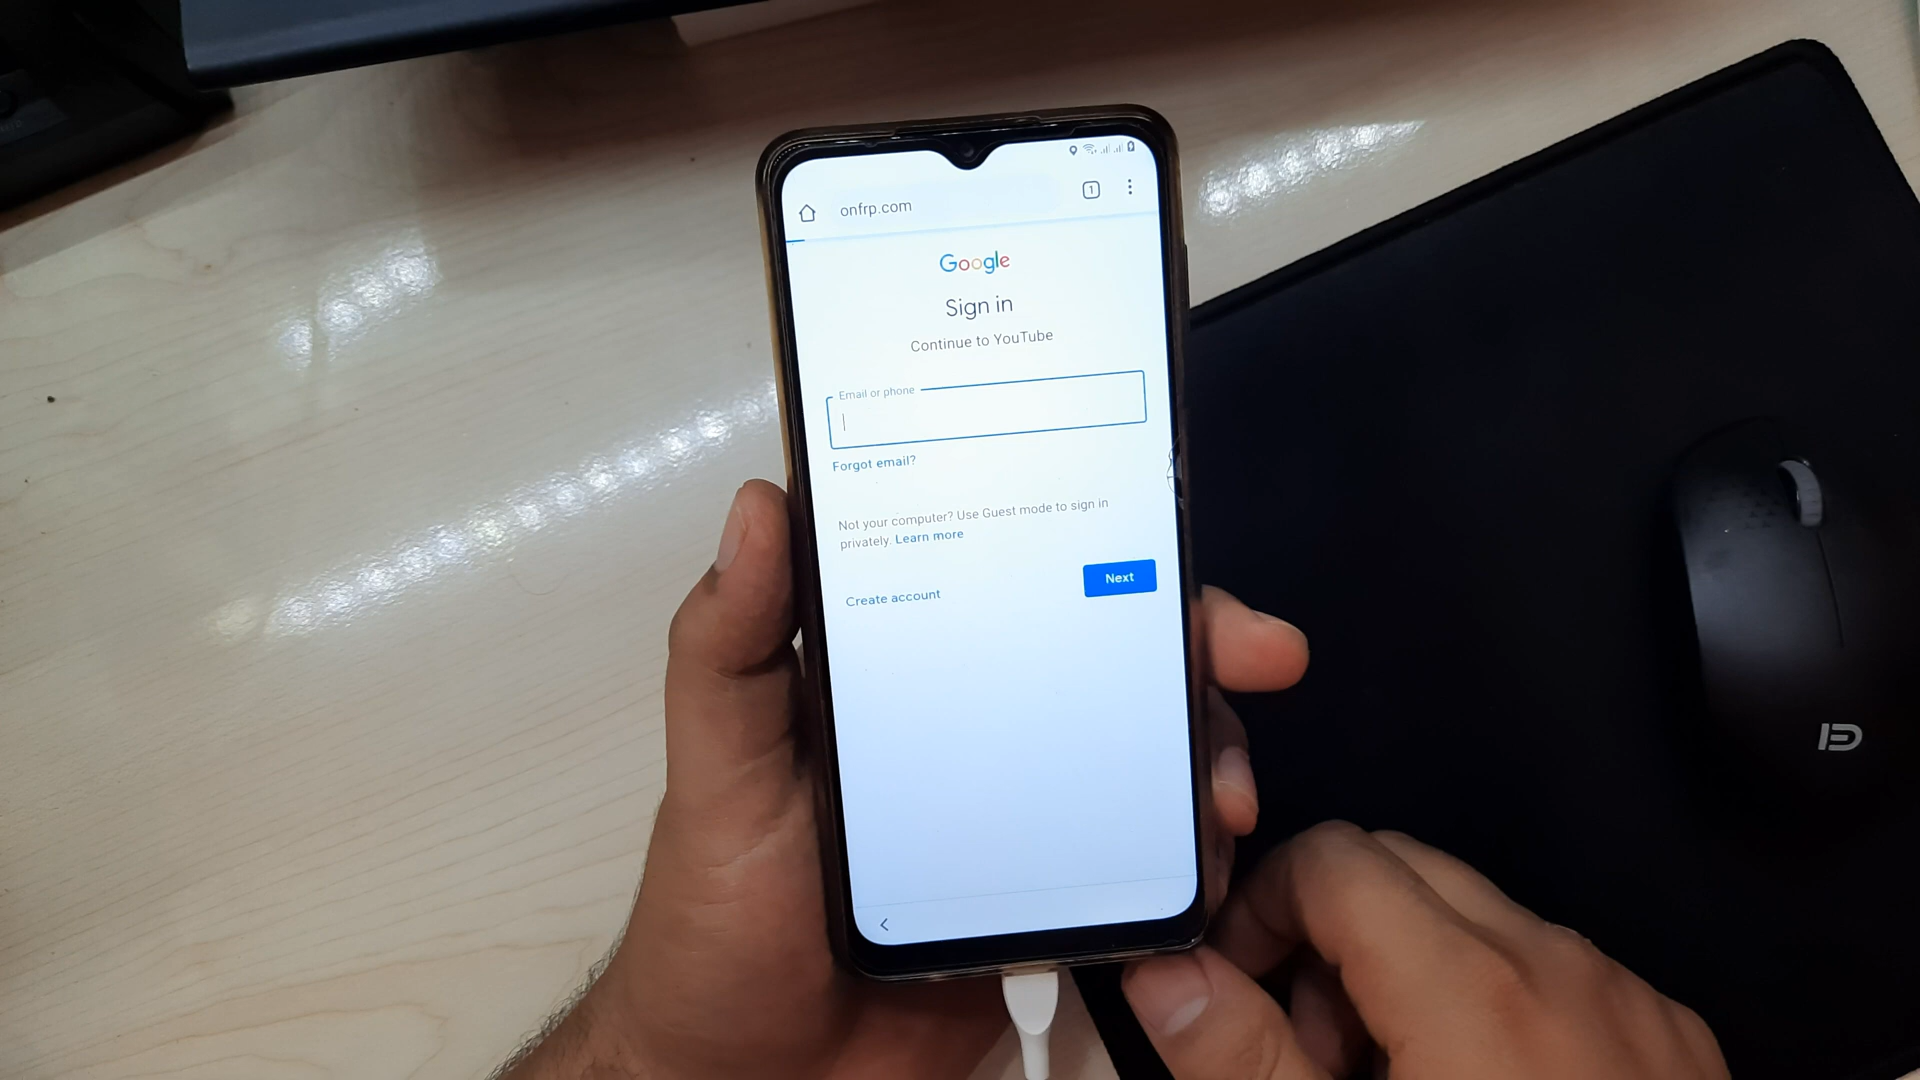 1
onfrp.com
Google
Sign in
Continue to YouTube
Email or phone
Forgot email?
Not your computer? Use Guest mode to sign in
privately. Learn more
Next
Create account